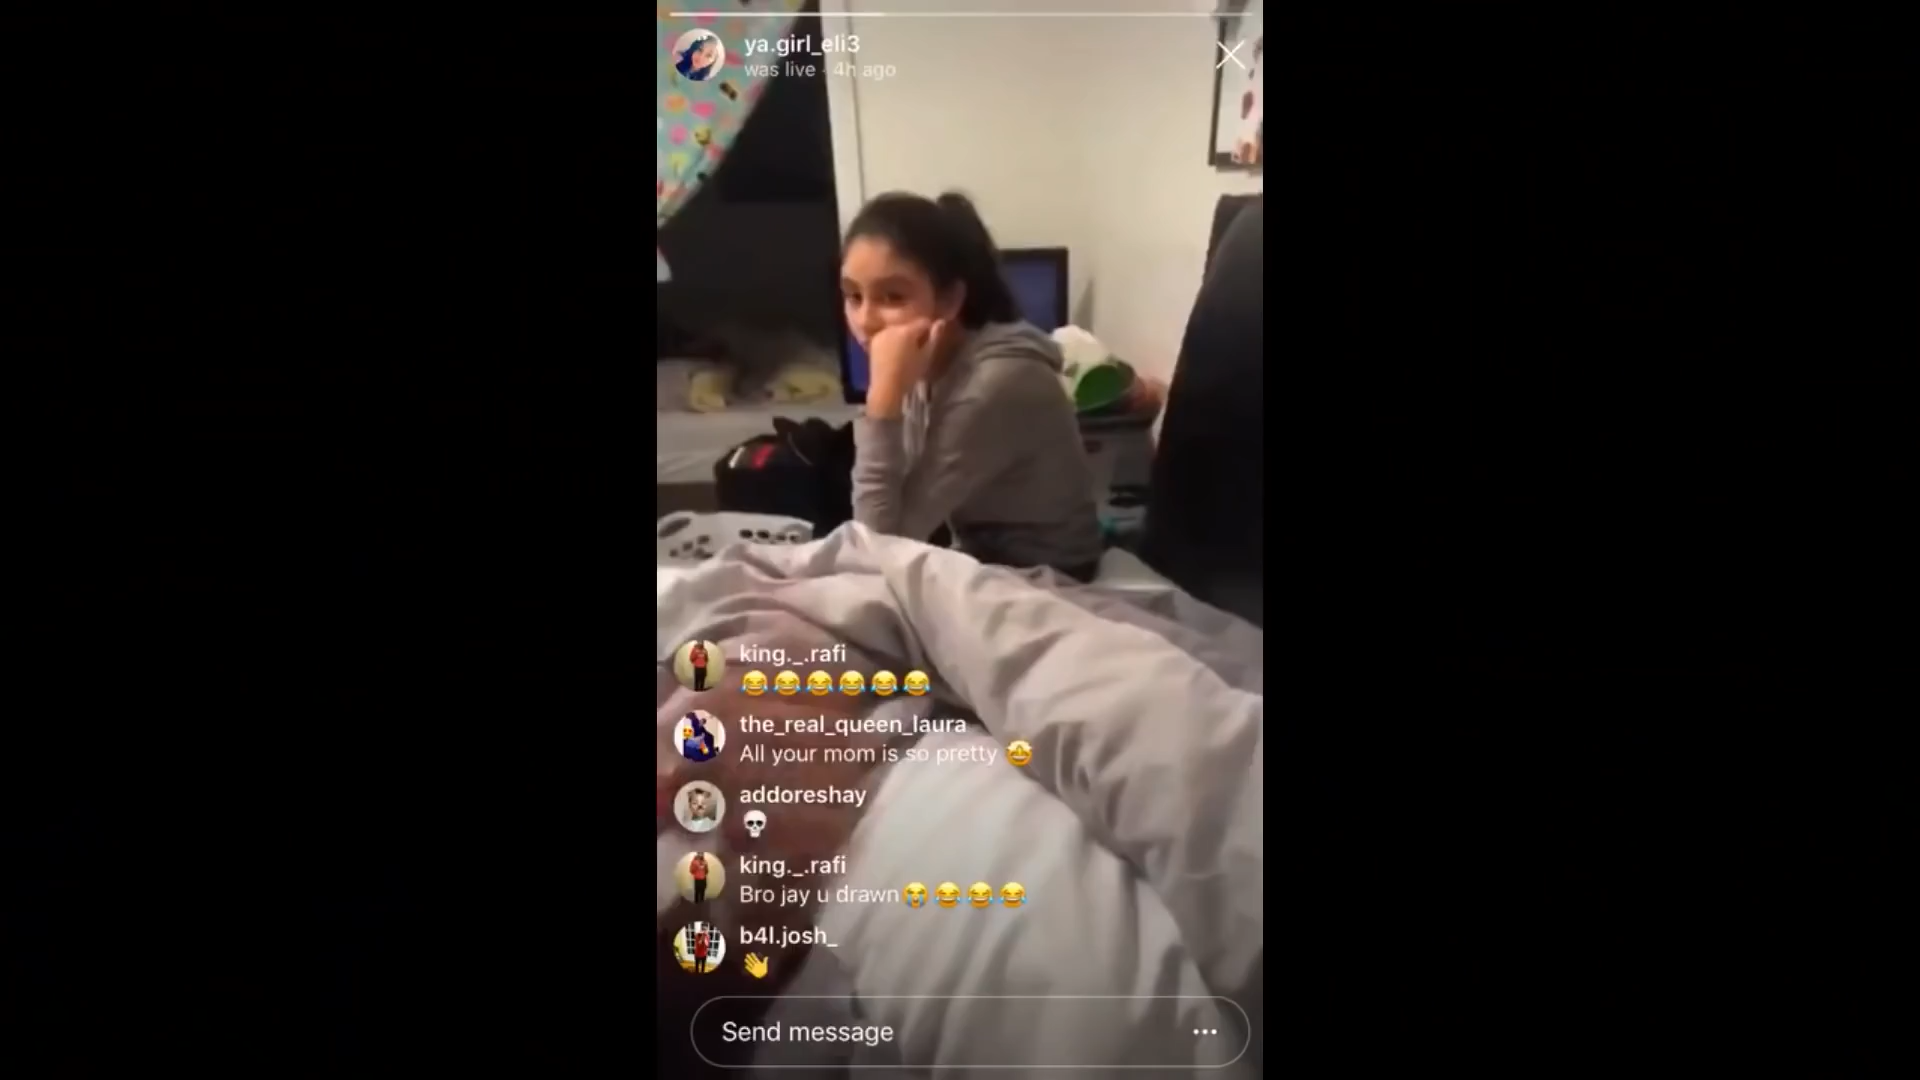 ya.girl_eli3
was live · 4h ago
king._.rafi
😂😂😂😂😂😂
the_real_queen_laura
All your mom is so pretty 🤩
addoreshay
💀
king._.rafi
Bro jay u drawn😭😂😂😂
b4l.josh_
👋
Send message